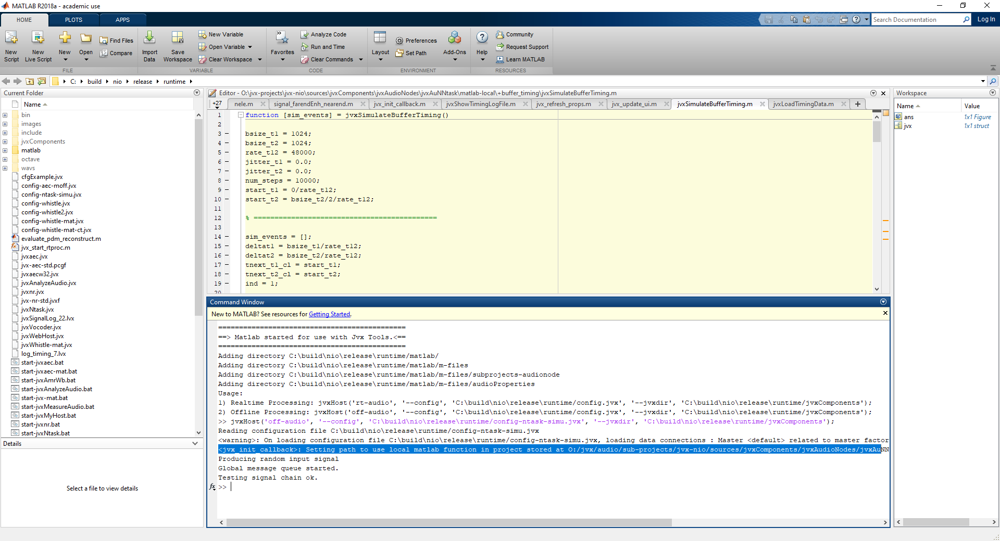 MATLAB R2018a - academic use
HOME PLOTS APPS
Search Documentation
Log In
New Script
New Live Script
New
Open
Find Files
Compare
FILE
Import Data
Save Workspace
New Variable
Open Variable
Clear Workspace
VARIABLE
Favorites
Analyze Code
Run and Time
Clear Commands
CODE
Layout
Preferences
Set Path
Add-Ons
ENVIRONMENT
Help
Community
Request Support
Learn MATLAB
RESOURCES
C: build nio release runtime
Current Folder
Name
bin
images
include
jvxComponents
matlab
octave
wavs
cfgExample.jvx
config-aec-moff.jvx
config-ntask-simu.jvx
config-whistle.jvx
config-whistle2.jvx
config-whistle-mat.jvx
config-whistle-mat-ct.jvx
evaluate_pdm_reconstruct.m
jvx_start_rtproc.m
jvxaec.jvx
jvx-aec-std.pcgf
jvxaecw32.jvx
jvxAnalyzeAudio.jvx
jvxnr.jvx
jvx-nr-std.jvxf
jvxNtask.jvx
jvxSignalLog_22.lvx
jvxVocoder.jvx
jvxWebHost.jvx
jvxWhistle-mat.jvx
log_timing_7.lvx
start-jvxaec.bat
start-jvxaec-mat.bat
start-jvxAmrWb.bat
start-jvxAnalyzeAudio.bat
start-jvx-mat.bat
start-jvxMeasureAudio.bat
start-jvxMyHost.bat
start-jvxnr.bat
start-jvxNtask.bat
Details
Select a file to view details
Editor - O:\jvx-projects\jvx-nio\sources\jvxComponents\jvxAudioNodes\jvxAuNNtask\matlab-local\+buffer_timing\jvxSimulateBufferTiming.m
+27 nele.m signal_farendEnh_nearend.m jvx_init_callback.m jvxShowTimingLogFile.m jvx_refresh_props.m jvx_update_ui.m jvxSimulateBufferTiming.m jvxLoadTimingData.m +
1 function [sim_events] = jvxSimulateBufferTiming()
2
3 – bsize_t1 = 1024;
4 – bsize_t2 = 1024;
5 – rate_t12 = 48000;
6 – jitter_t1 = 0.0;
7 – jitter_t2 = 0.0;
8 – num_steps = 10000;
9 – start_t1 = 0/rate_t12;
10 – start_t2 = bsize_t2/2/rate_t12;
11
12 % ============================================
13
14 – sim_events = [];
15 – deltat1 = bsize_t1/rate_t12;
16 – deltat2 = bsize_t2/rate_t12;
17 – tnext_t1_cl = start_t1;
18 – tnext_t2_cl = start_t2;
19 – ind = 1;
20
Command Window
New to MATLAB? See resources for Getting Started.
=============================================
==> Matlab started for use with Jvx Tools.<==
=============================================
Adding directory C:\build\nio\release\runtime/matlab/
Adding directory C:\build\nio\release\runtime/matlab/m-files
Adding directory C:\build\nio\release\runtime/matlab/m-files/subprojects-audionode
Adding directory C:\build\nio\release\runtime/matlab/m-files/audioProperties
Usage:
1) Realtime Processing: jvxHost('rt-audio', '--config', 'C:\build\nio\release\runtime/config.jvx', '--jvxdir', 'C:\build\nio\release\runtime/jvxComponents');
2) Offline Processing: jvxHost('off-audio', '--config', 'C:\build\nio\release\runtime/config.jvx', '--jvxdir', 'C:\build\nio\release\runtime/jvxComponents');
>> jvxHost('off-audio', '--config', 'C:\build\nio\release\runtime/config-ntask-simu.jvx', '--jvxdir', 'C:\build\nio\release\runtime/jvxComponents');
Reading configuration file C:\build\nio\release\runtime/config-ntask-simu.jvx
<warning>: On loading configuration file C:\build\nio\release\runtime/config-ntask-simu.jvx, loading data connections : Master <default> related to master factor
<jvx_init_callback>: Setting path to use local matlab function in project stored at O:/jvx/audio/sub-projects/jvx-nio/sources/jvxComponents/jvxAudioNodes/jvxAuNN
Producing random input signal
Global message queue started.
Testing signal chain ok.
fx >>
Workspace
Name Value
ans 1x1 Figure
jvx 1x1 struct